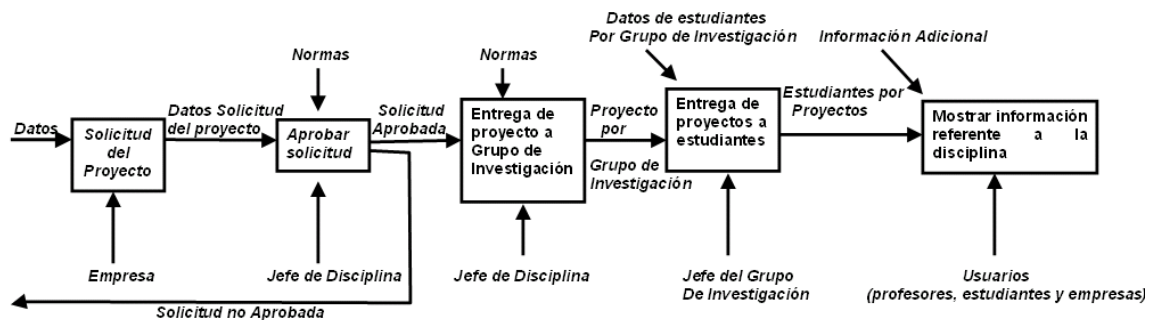 Datos de estudiantes
Por Grupo de Investigación
Información Adicional
Normas
Normas
Datos
Solicitud
del
Proyecto
Datos Solicitud
del proyecto
Aprobar
solicitud
Solicitud
Aprobada
Entrega de
proyecto a
Grupo de
Investigación
Proyecto
por
Grupo de
Investigación
Entrega de
proyectos a
estudiantes
Estudiantes por
Proyectos
Mostrar información
referente a la
disciplina
Empresa
Jefe de Disciplina
Jefe de Disciplina
Jefe del Grupo
De Investigación
Usuarios
(profesores, estudiantes y empresas)
Solicitud no Aprobada